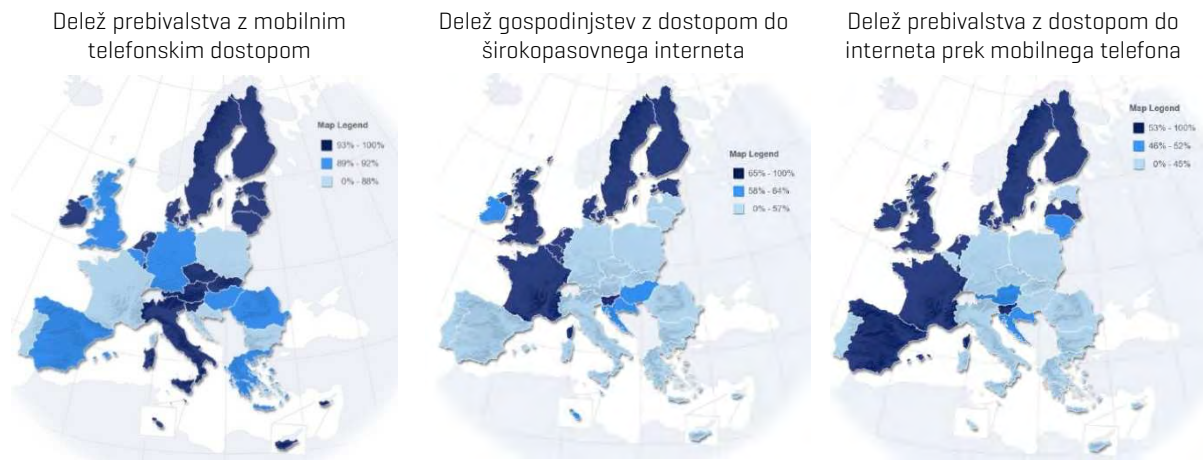 Delež prebivalstva z mobilnim
telefonskim dostopom
Map Legend
93% - 100%
89% - 92%
0% - 88%
Delež gospodinjstev z dostopom do
širokopasovnega interneta
Map Legend
65% - 100%
58% - 64%
0% - 57%
Delež prebivalstva z dostopom do
interneta prek mobilnega telefona
Map Legend
53% - 100%
46% - 52%
0% - 45%